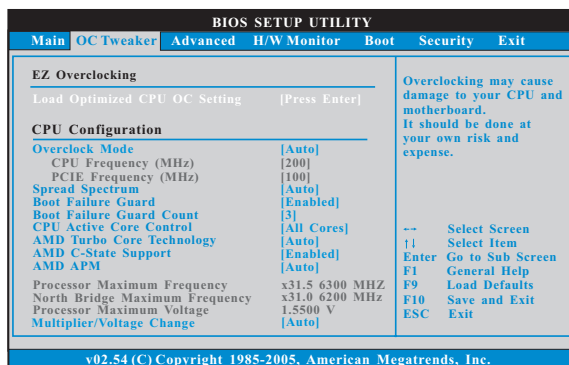 BIOS SETUP UTILITY
Main OC Tweaker Advanced H/W Monitor Boot Security Exit
EZ Overclocking
Load Optimized CPU OC Setting [Press Enter]
CPU Configuration
Overclock Mode [Auto]
CPU Frequency (MHz) [200]
PCIE Frequency (MHz) [100]
Spread Spectrum [Auto]
Boot Failure Guard [Enabled]
Boot Failure Guard Count [3]
CPU Active Core Control [All Cores]
AMD Turbo Core Technology [Auto]
AMD C-State Support [Enabled]
AMD APM [Auto]
Processor Maximum Frequency x31.5 6300 MHZ
North Bridge Maximum Frequency x31.0 6200 MHz
Processor Maximum Voltage 1.5500 V
Multiplier/Voltage Change [Auto]
Overclocking may cause
damage to your CPU and
motherboard.
It should be done at
your own risk and
expense.
←→ Select Screen
↑↓ Select Item
Enter Go to Sub Screen
F1 General Help
F9 Load Defaults
F10 Save and Exit
ESC Exit
v02.54 (C) Copyright 1985-2005, American Megatrends, Inc.